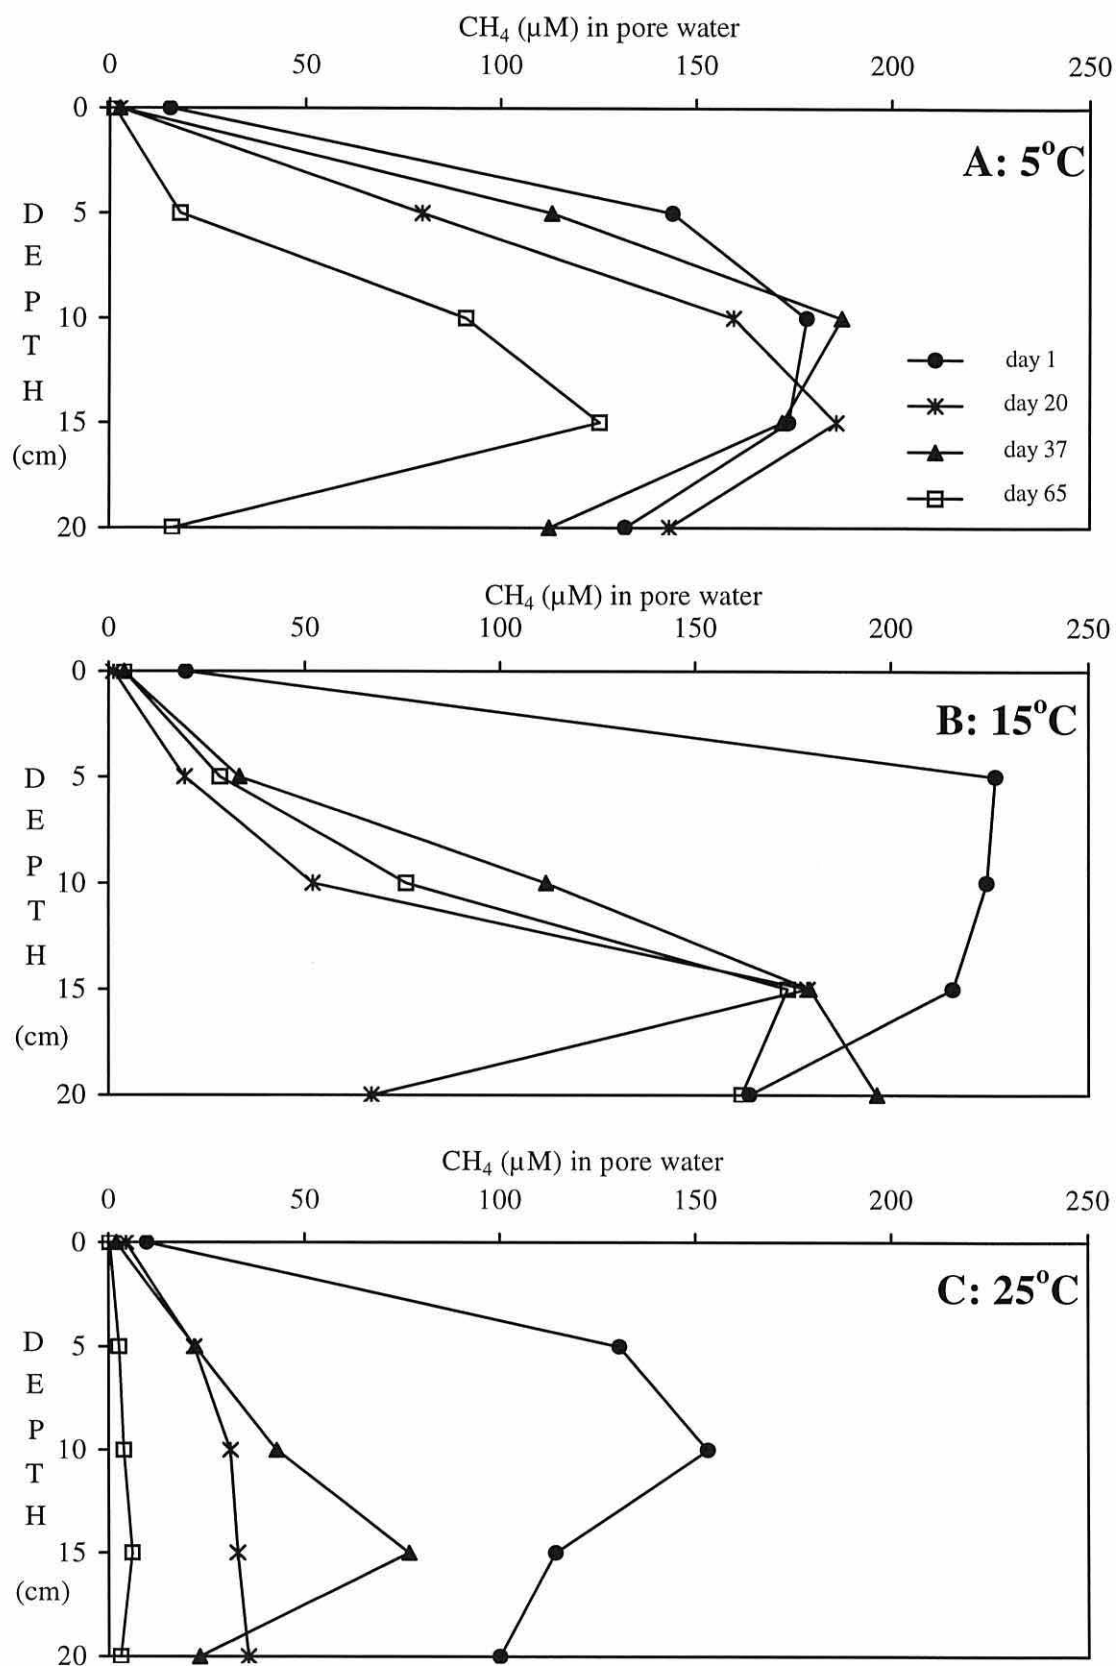 CH₄ (µM) in pore water
0 50 100 150 200 250
0
A: 5°C
D
5
E
P
10
T
day 1
H
day 20
15
(cm)
day 37
day 65
20
CH₄ (µM) in pore water
0 50 100 150 200 250
0
B: 15°C
D
5
E
P
10
T
H
15
(cm)
20
CH₄ (µM) in pore water
0 50 100 150 200 250
0
C: 25°C
D
5
E
P
10
T
H
15
(cm)
20